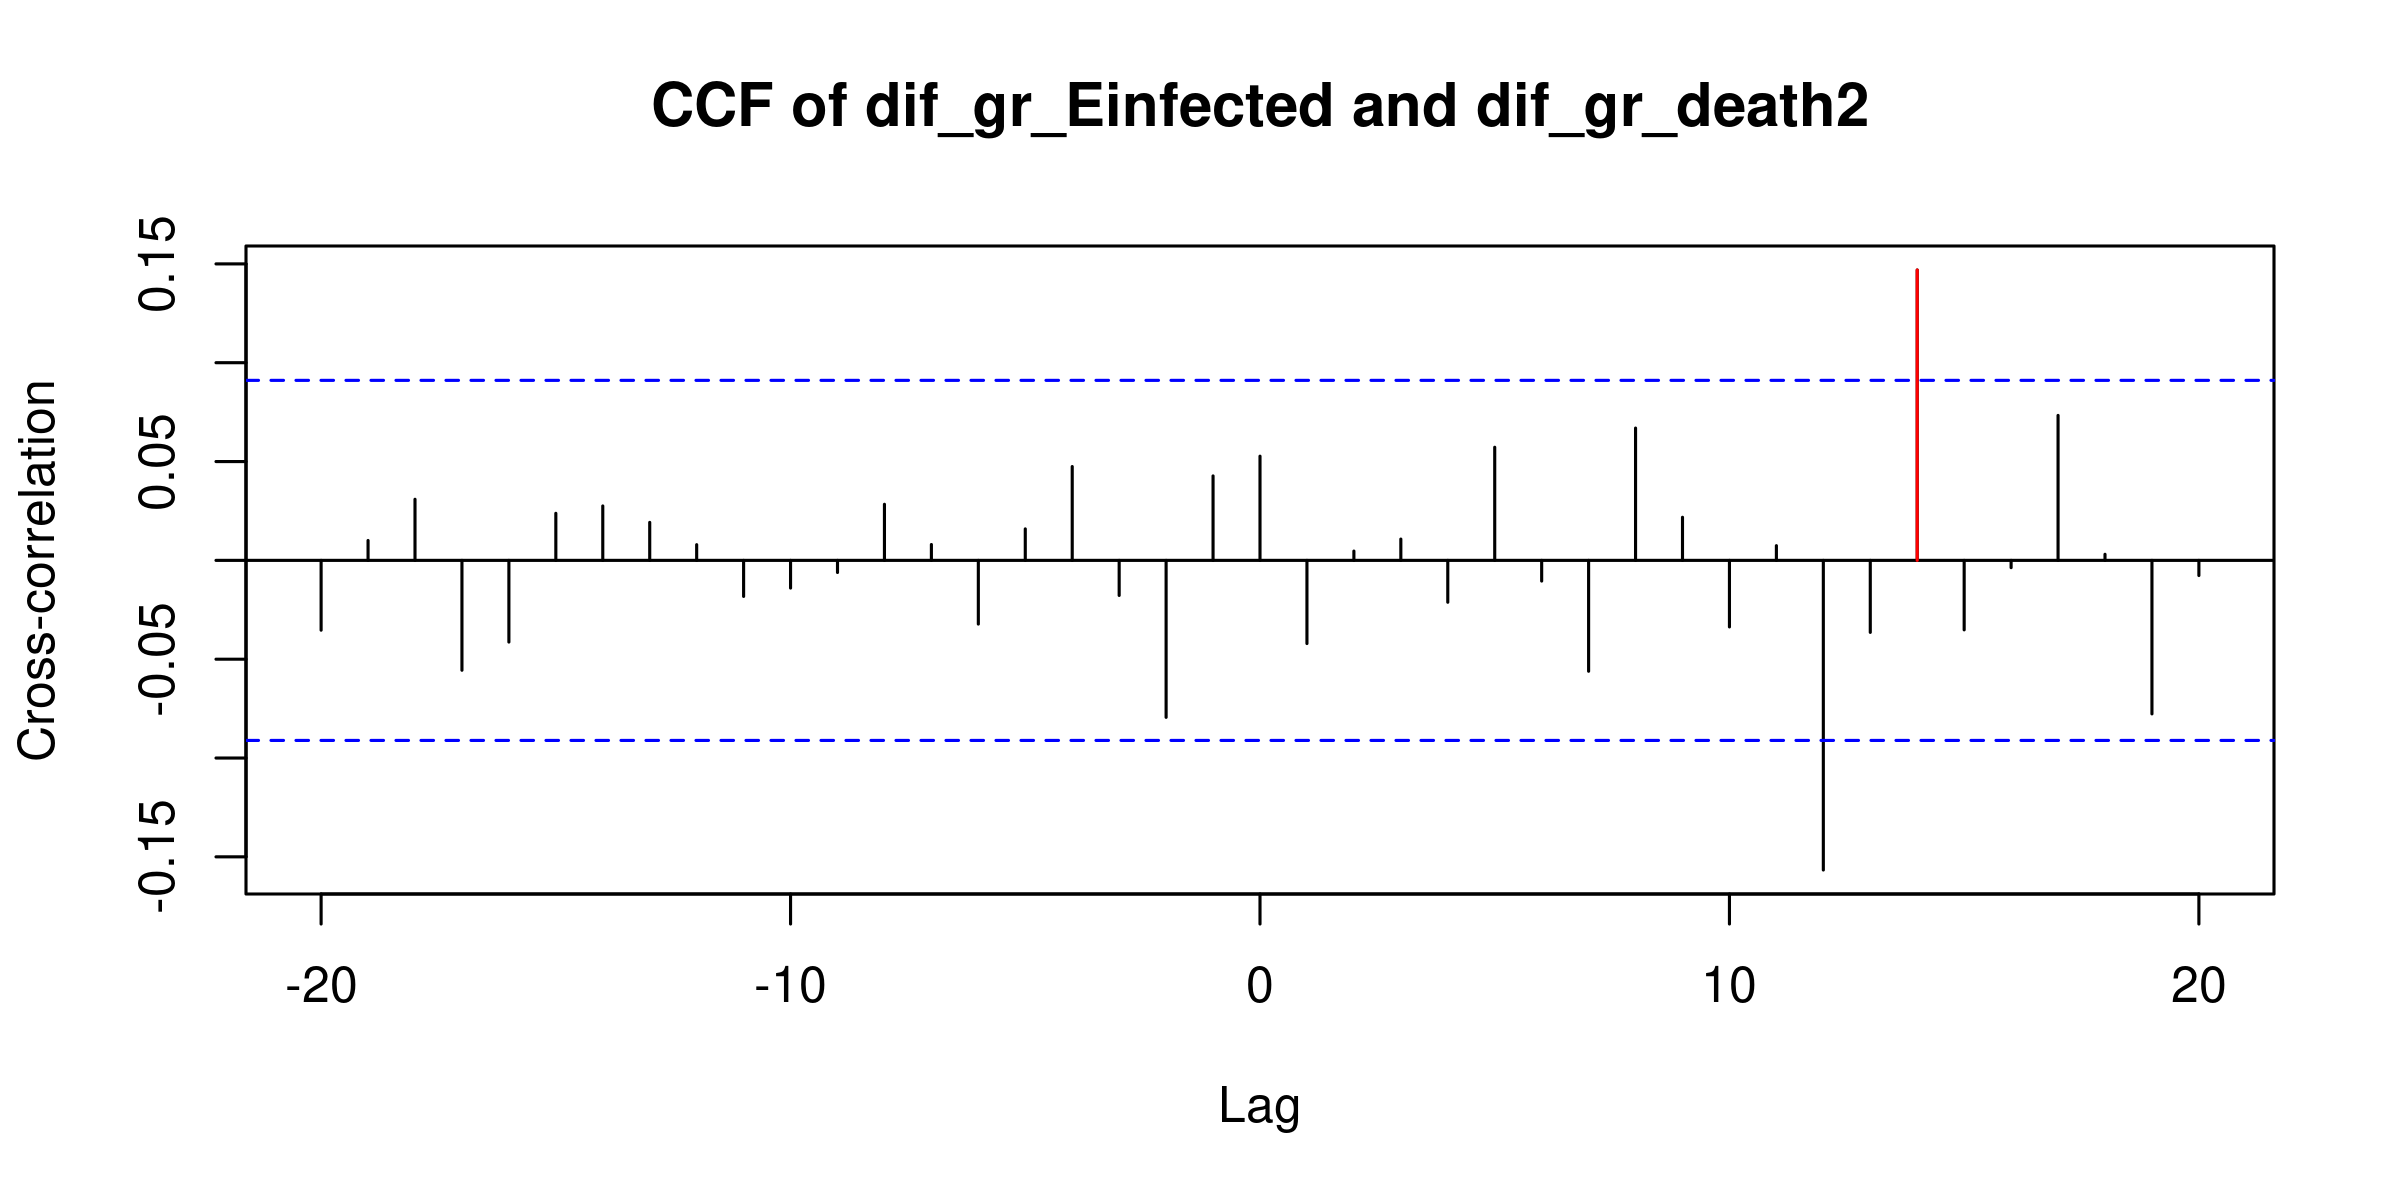 CCF of dif_gr_Einfected and dif_gr_death2
0.15
0.05
-0.05
-0.15
Cross-correlation
-20 -10 0 10 20
Lag